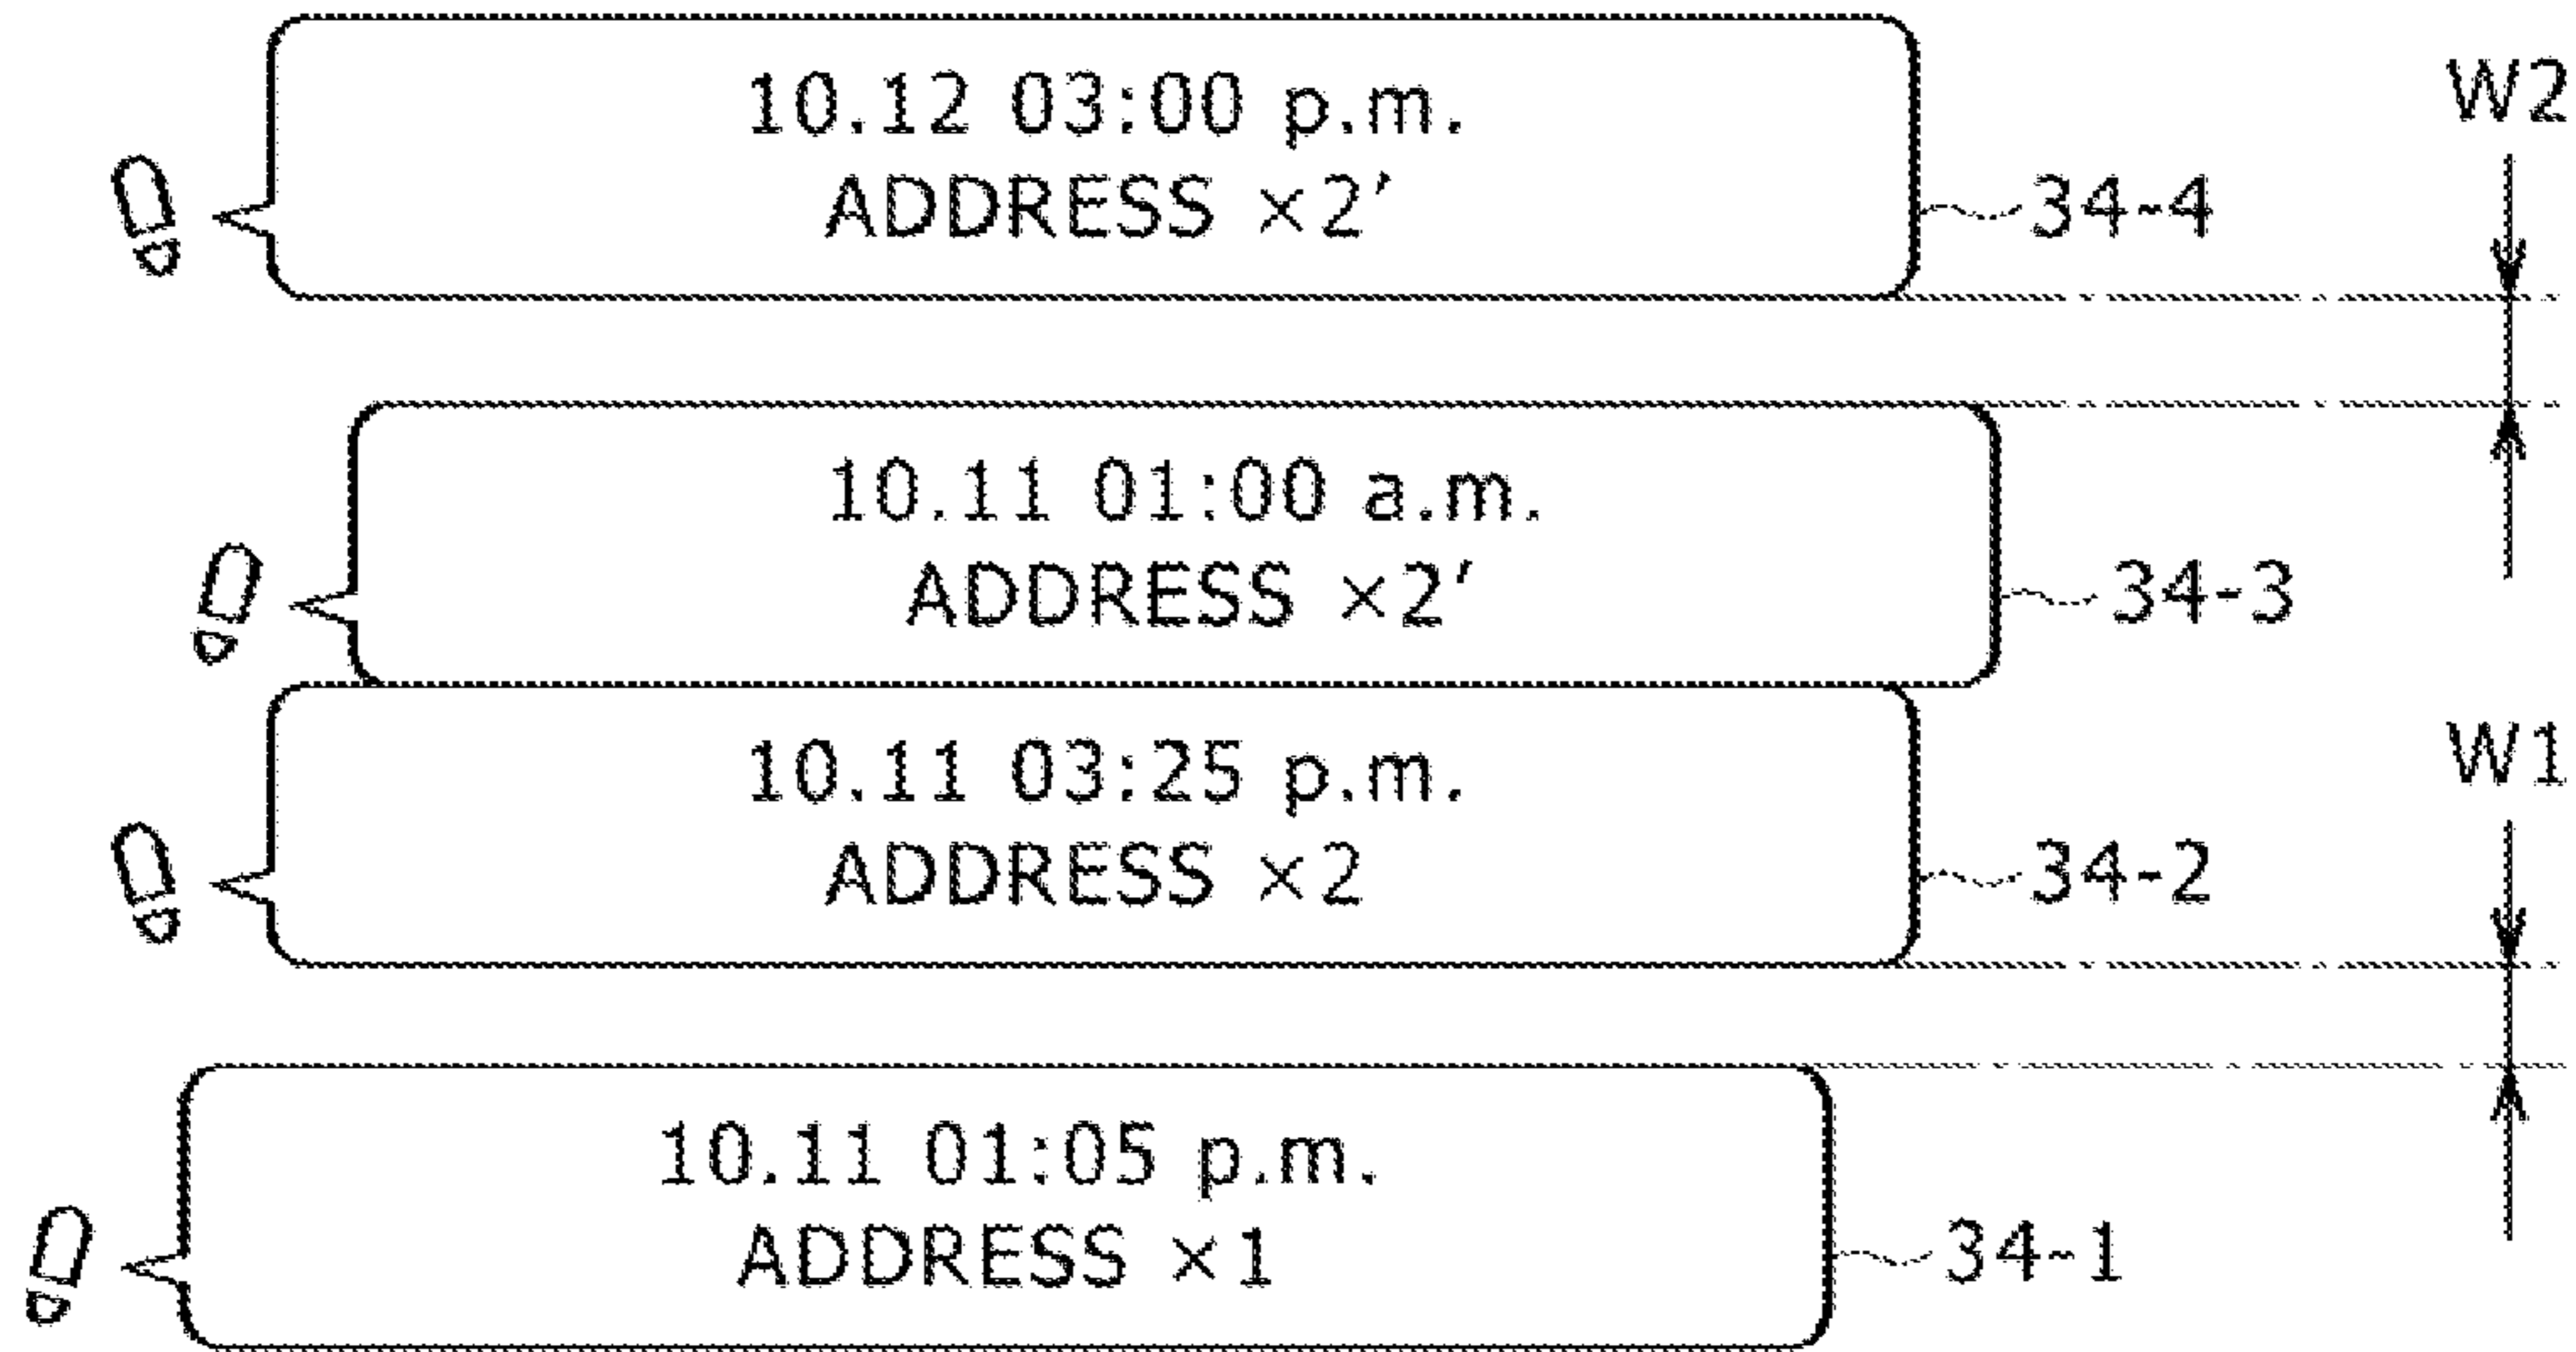 10.12 03:00 p.m.
ADDRESS ×2'
34-4
W2
10.11 01:00 a.m.
ADDRESS ×2'
34-3
10.11 03:25 p.m.
ADDRESS ×2
34-2
W1
10.11 01:05 p.m.
ADDRESS ×1
34-1